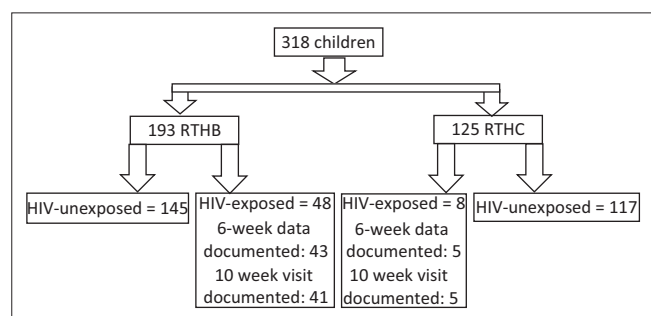 318 children
193 RTHB
125 RTHC
HIV-unexposed = 145
HIV-exposed = 48
6-week data
documented: 43
10 week visit
documented: 41
HIV-exposed = 8
6-week data
documented: 5
10 week visit
documented: 5
HIV-unexposed = 117